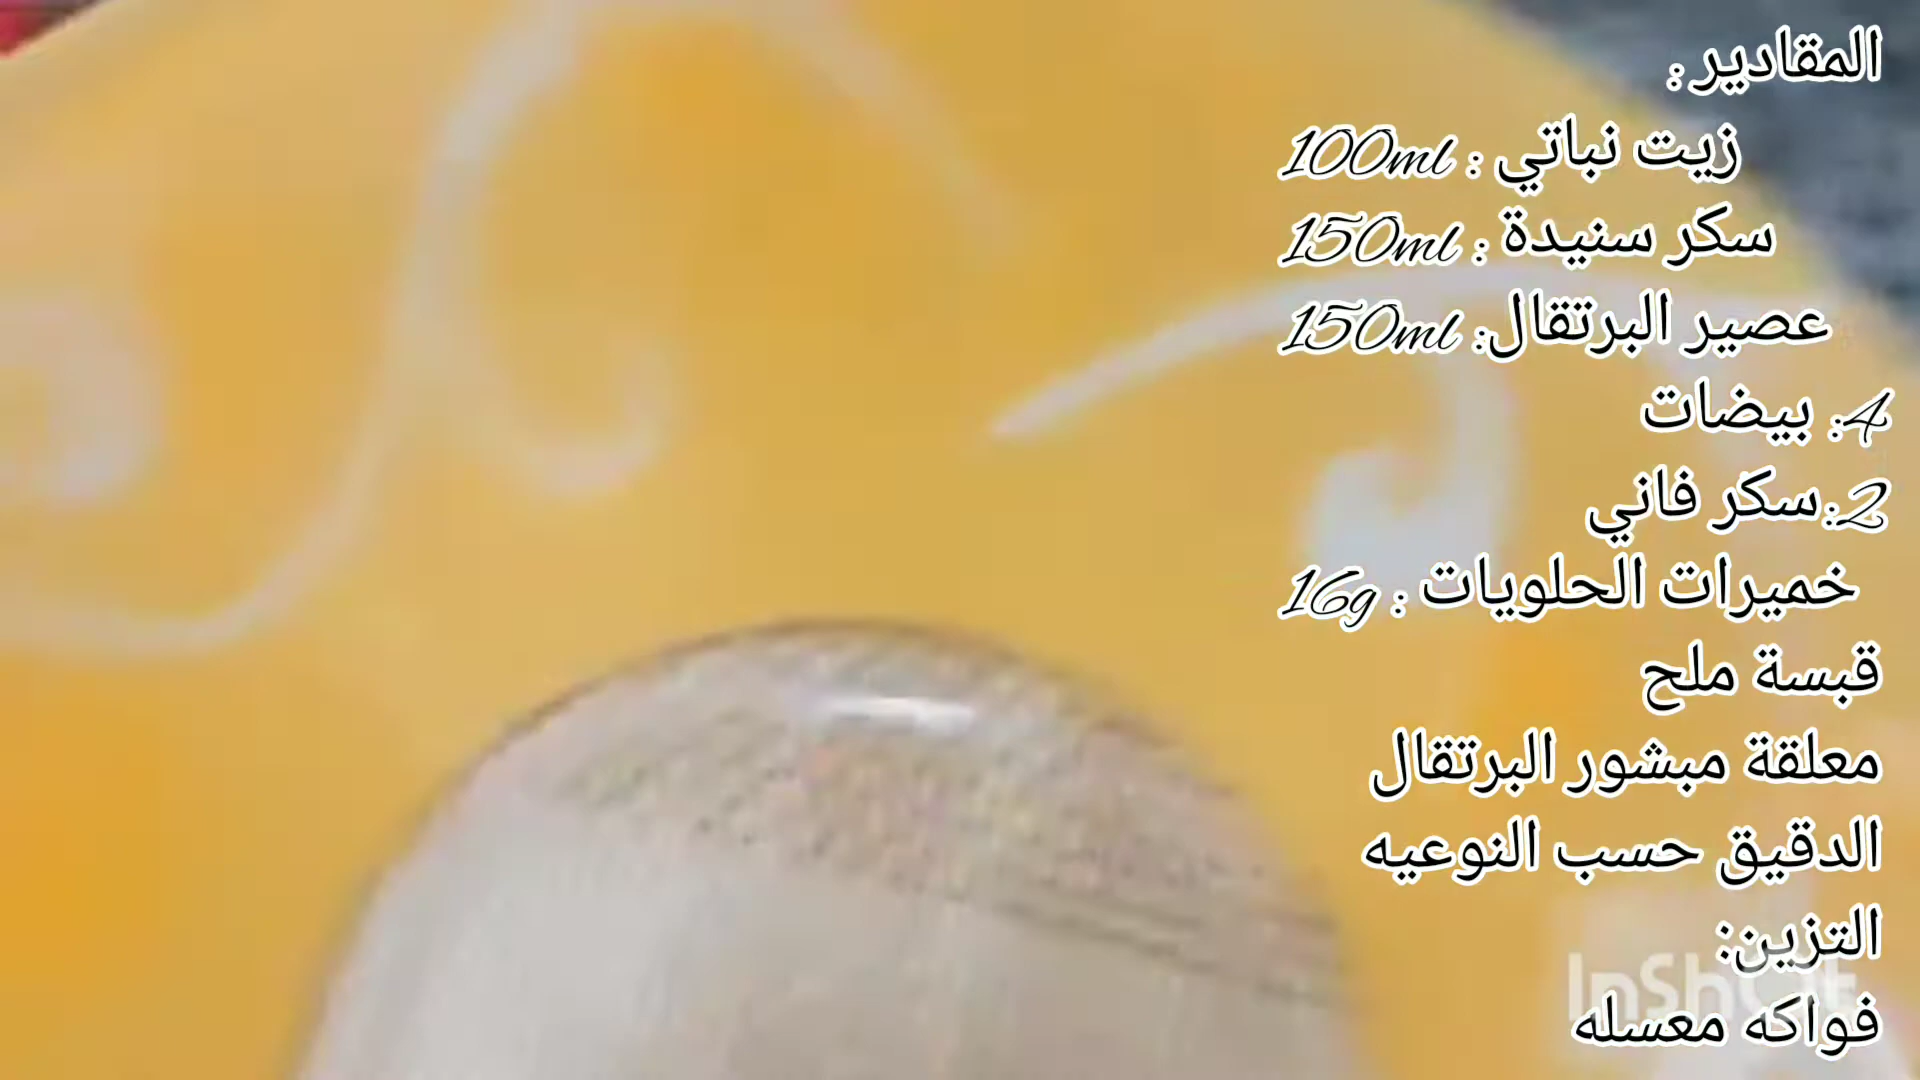 المقادير :
زيت نباتي : 100ml
سكر سنيدة : 150ml
عصير البرتقال: 150ml
4: بيضات
2:سكر فاني
خميرات الحلويات : 16g
قبسة ملح
معلقة مبشور البرتقال
الدقيق حسب النوعيه
التزين:
InShOt
فواكه معسله